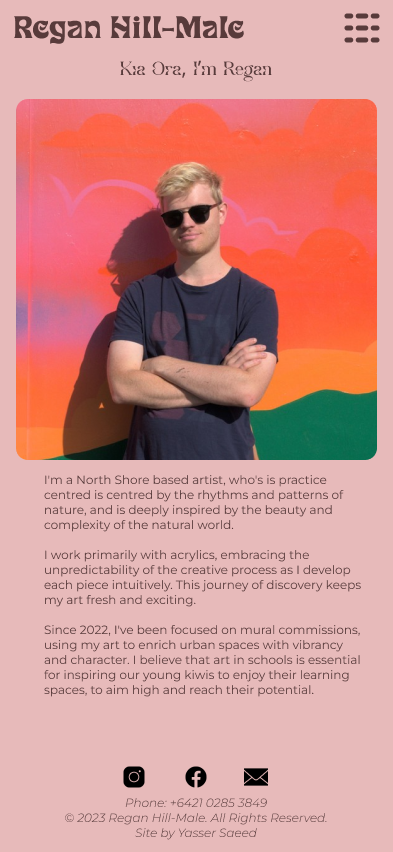 Regan Hill-Male
Kia Ora, I'm Regan
I'm a North Shore based artist, who's is practice
centred is centred by the rhythms and patterns of
nature, and is deeply inspired by the beauty and
complexity of the natural world.
I work primarily with acrylics, embracing the
unpredictability of the creative process as I develop
each piece intuitively. This journey of discovery keeps
my art fresh and exciting.
Since 2022, I've been focused on mural commissions,
using my art to enrich urban spaces with vibrancy
and character. I believe that art in schools is essential
for inspiring our young kiwis to enjoy their learning
spaces, to aim high and reach their potential.
Phone: +6421 0285 3849
© 2023 Regan Hill-Male. All Rights Reserved.
Site by Yasser Saeed